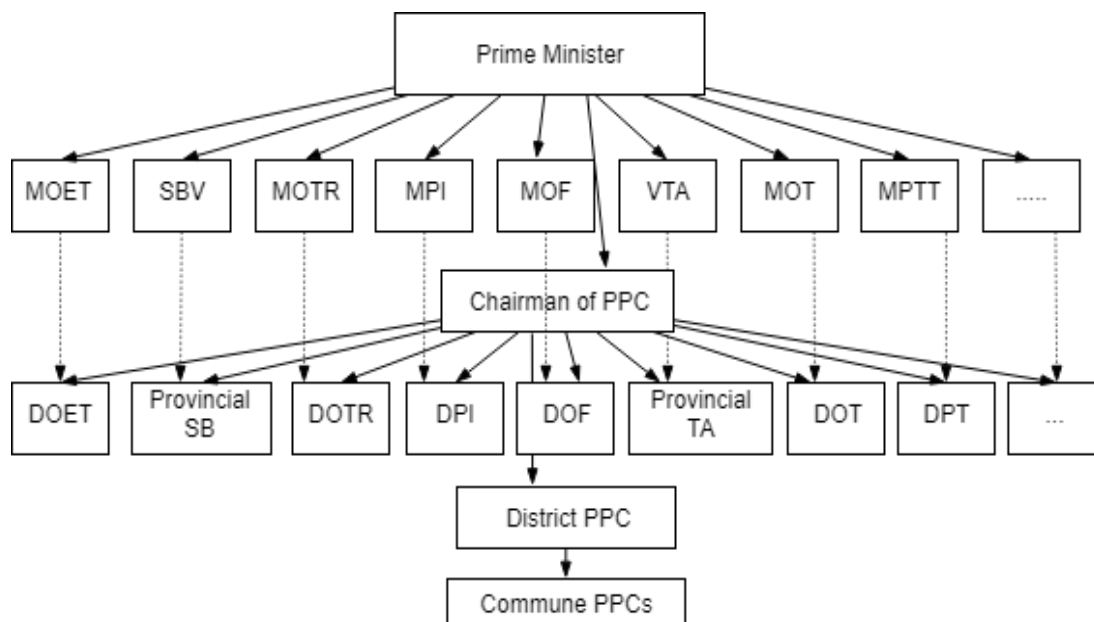 Prime Minister
MOET
SBV
MOTR
MPI
MOF
VTA
MOT
MPTT
.....
Chairman of PPC
DOET
Provincial
SB
DOTR
DPI
DOF
Provincial
TA
DOT
DPT
...
District PPC
Commune PPCs